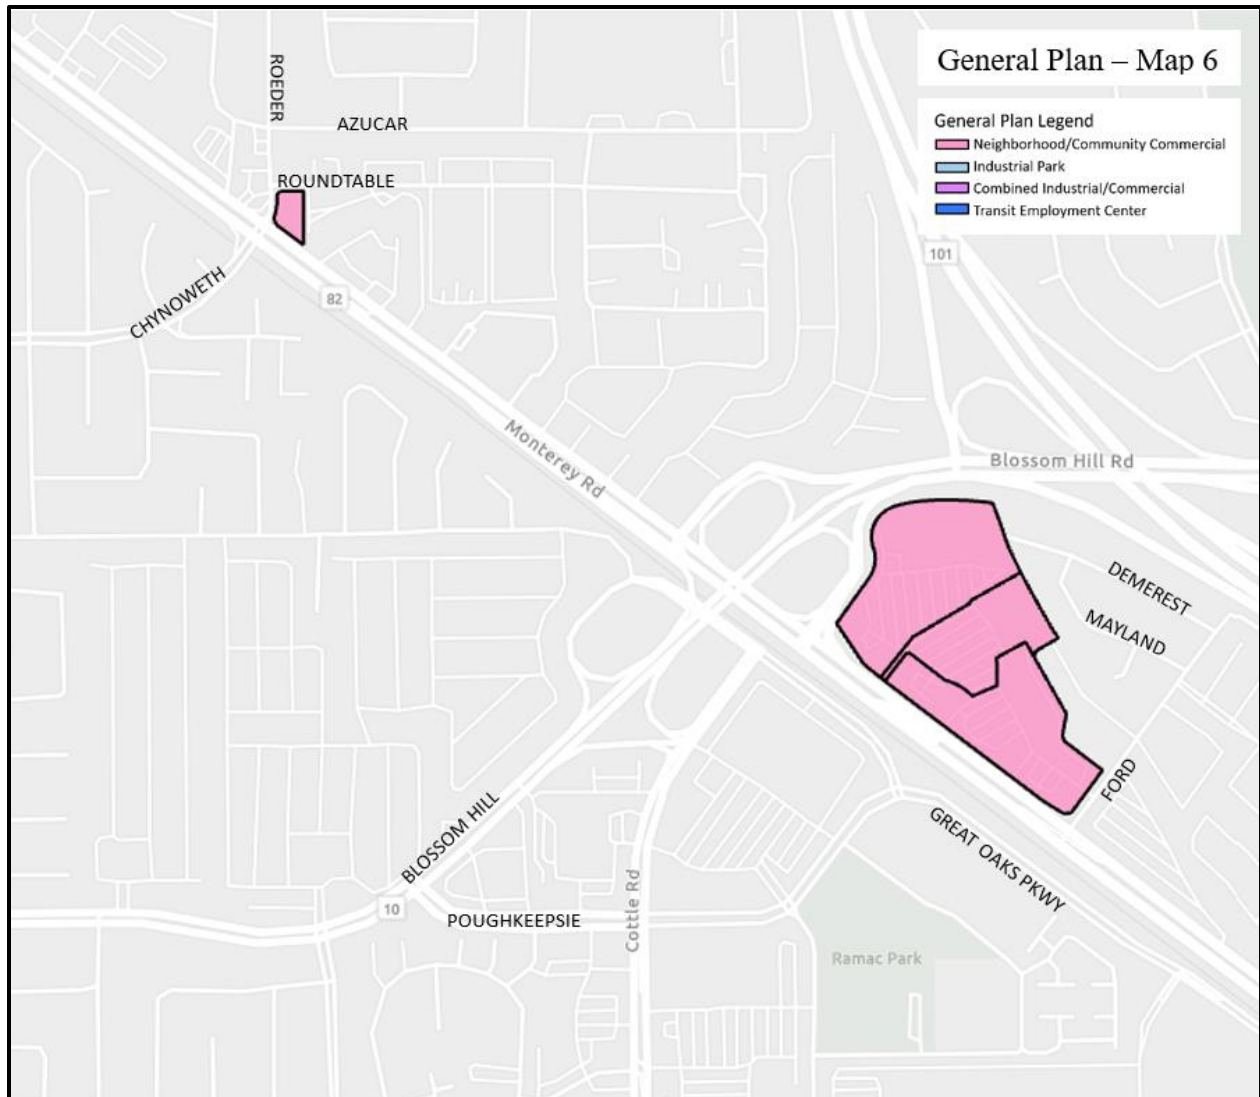 General Plan – Map 6
General Plan Legend
Neighborhood/Community Commercial
Industrial Park
Combined Industrial/Commercial
Transit Employment Center
ROEDER
AZUCAR
ROUNDTABLE
CHYNOWETH
82
101
Monterey Rd
Blossom Hill Rd
DEMEREST
MAYLAND
FORD
GREAT OAKS PKWY
BLOSSOM HILL
10
POUGHKEEPSIE
Cottle Rd
Ramac Park